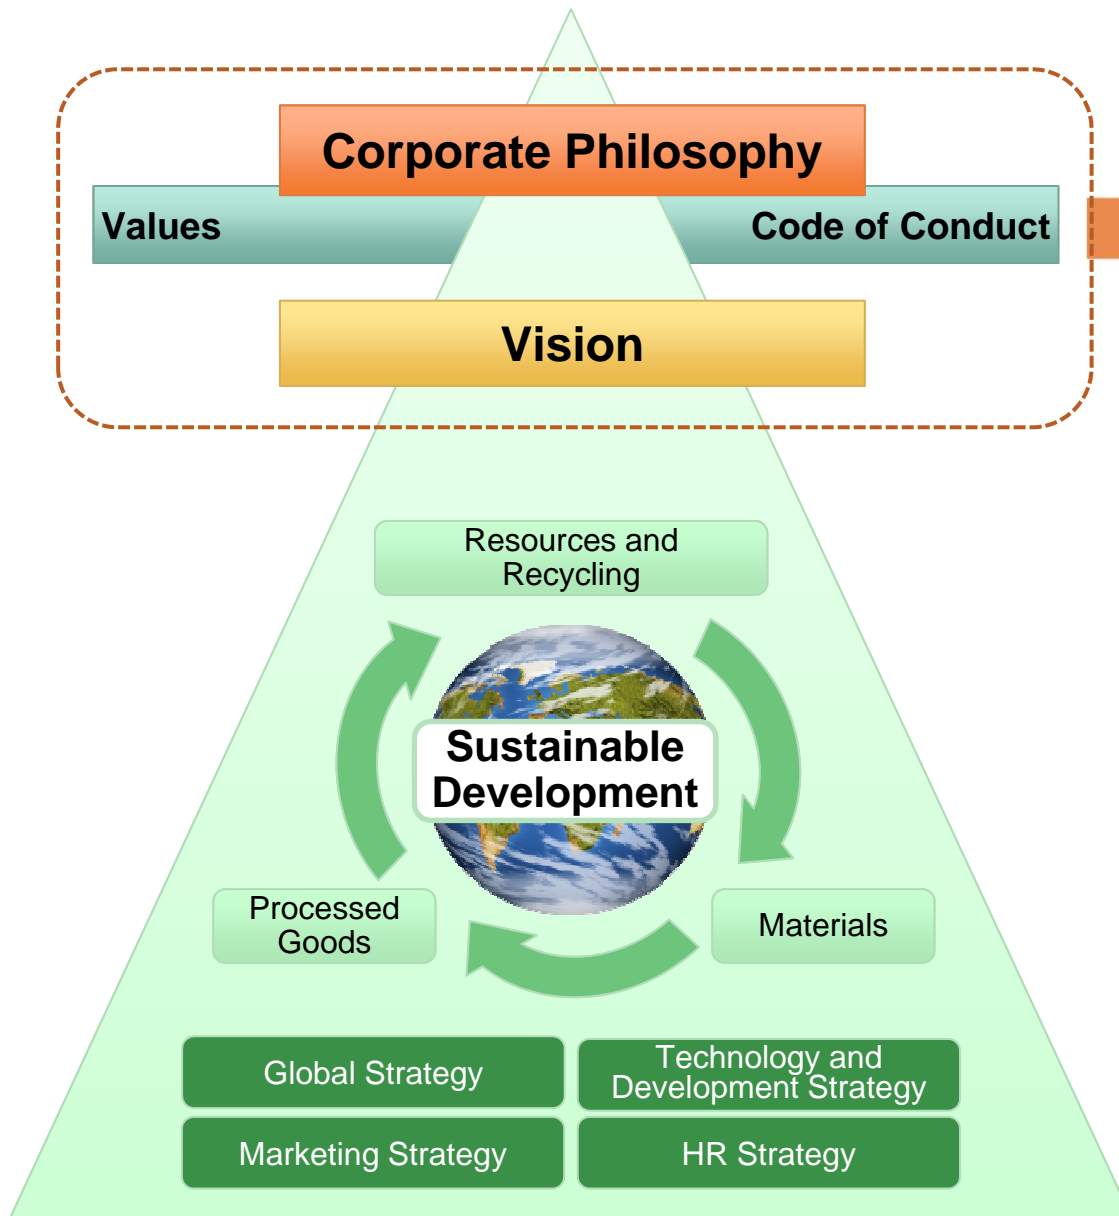 Corporate Philosophy
Values
Code of Conduct
Vision
Resources and
Recycling
Sustainable
Development
Processed
Goods
Materials
Global Strategy
Technology and
Development Strategy
Marketing Strategy
HR Strategy